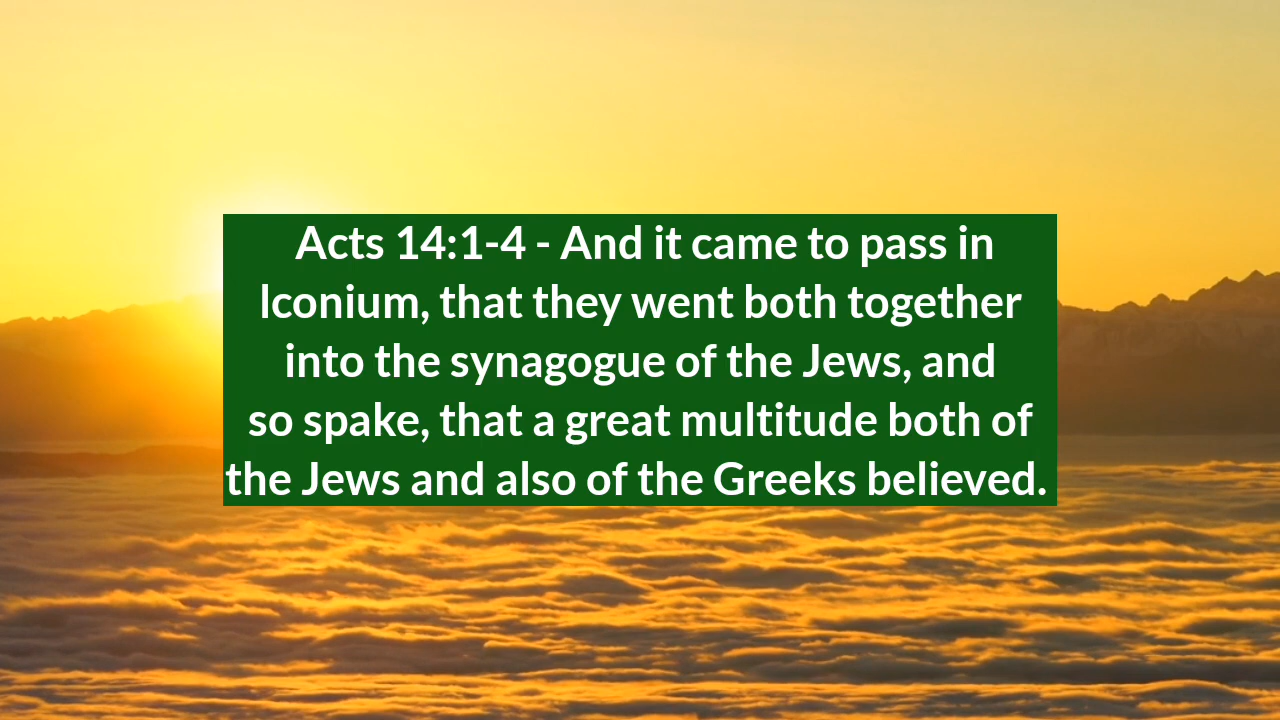 Acts 14:1-4 - And it came to pass in
Iconium, that they went both together
into the synagogue of the Jews, and
so spake, that a great multitude both of
the Jews and also of the Greeks believed.